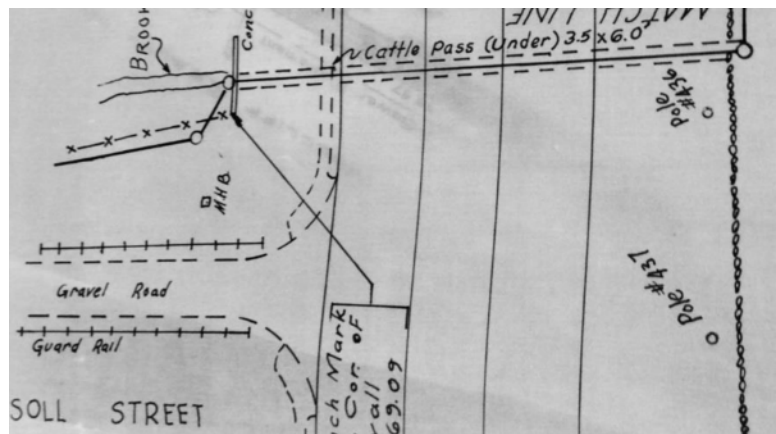 MATCH LINE
BROOK
Conc
Cattle Pass (Under) 3.5 x 6.0'
Pole
#436
M.H.B.
Pole #437
Gravel Road
Guard Rail
ch Mark
Cor. of
all
69.09
SOLL STREET